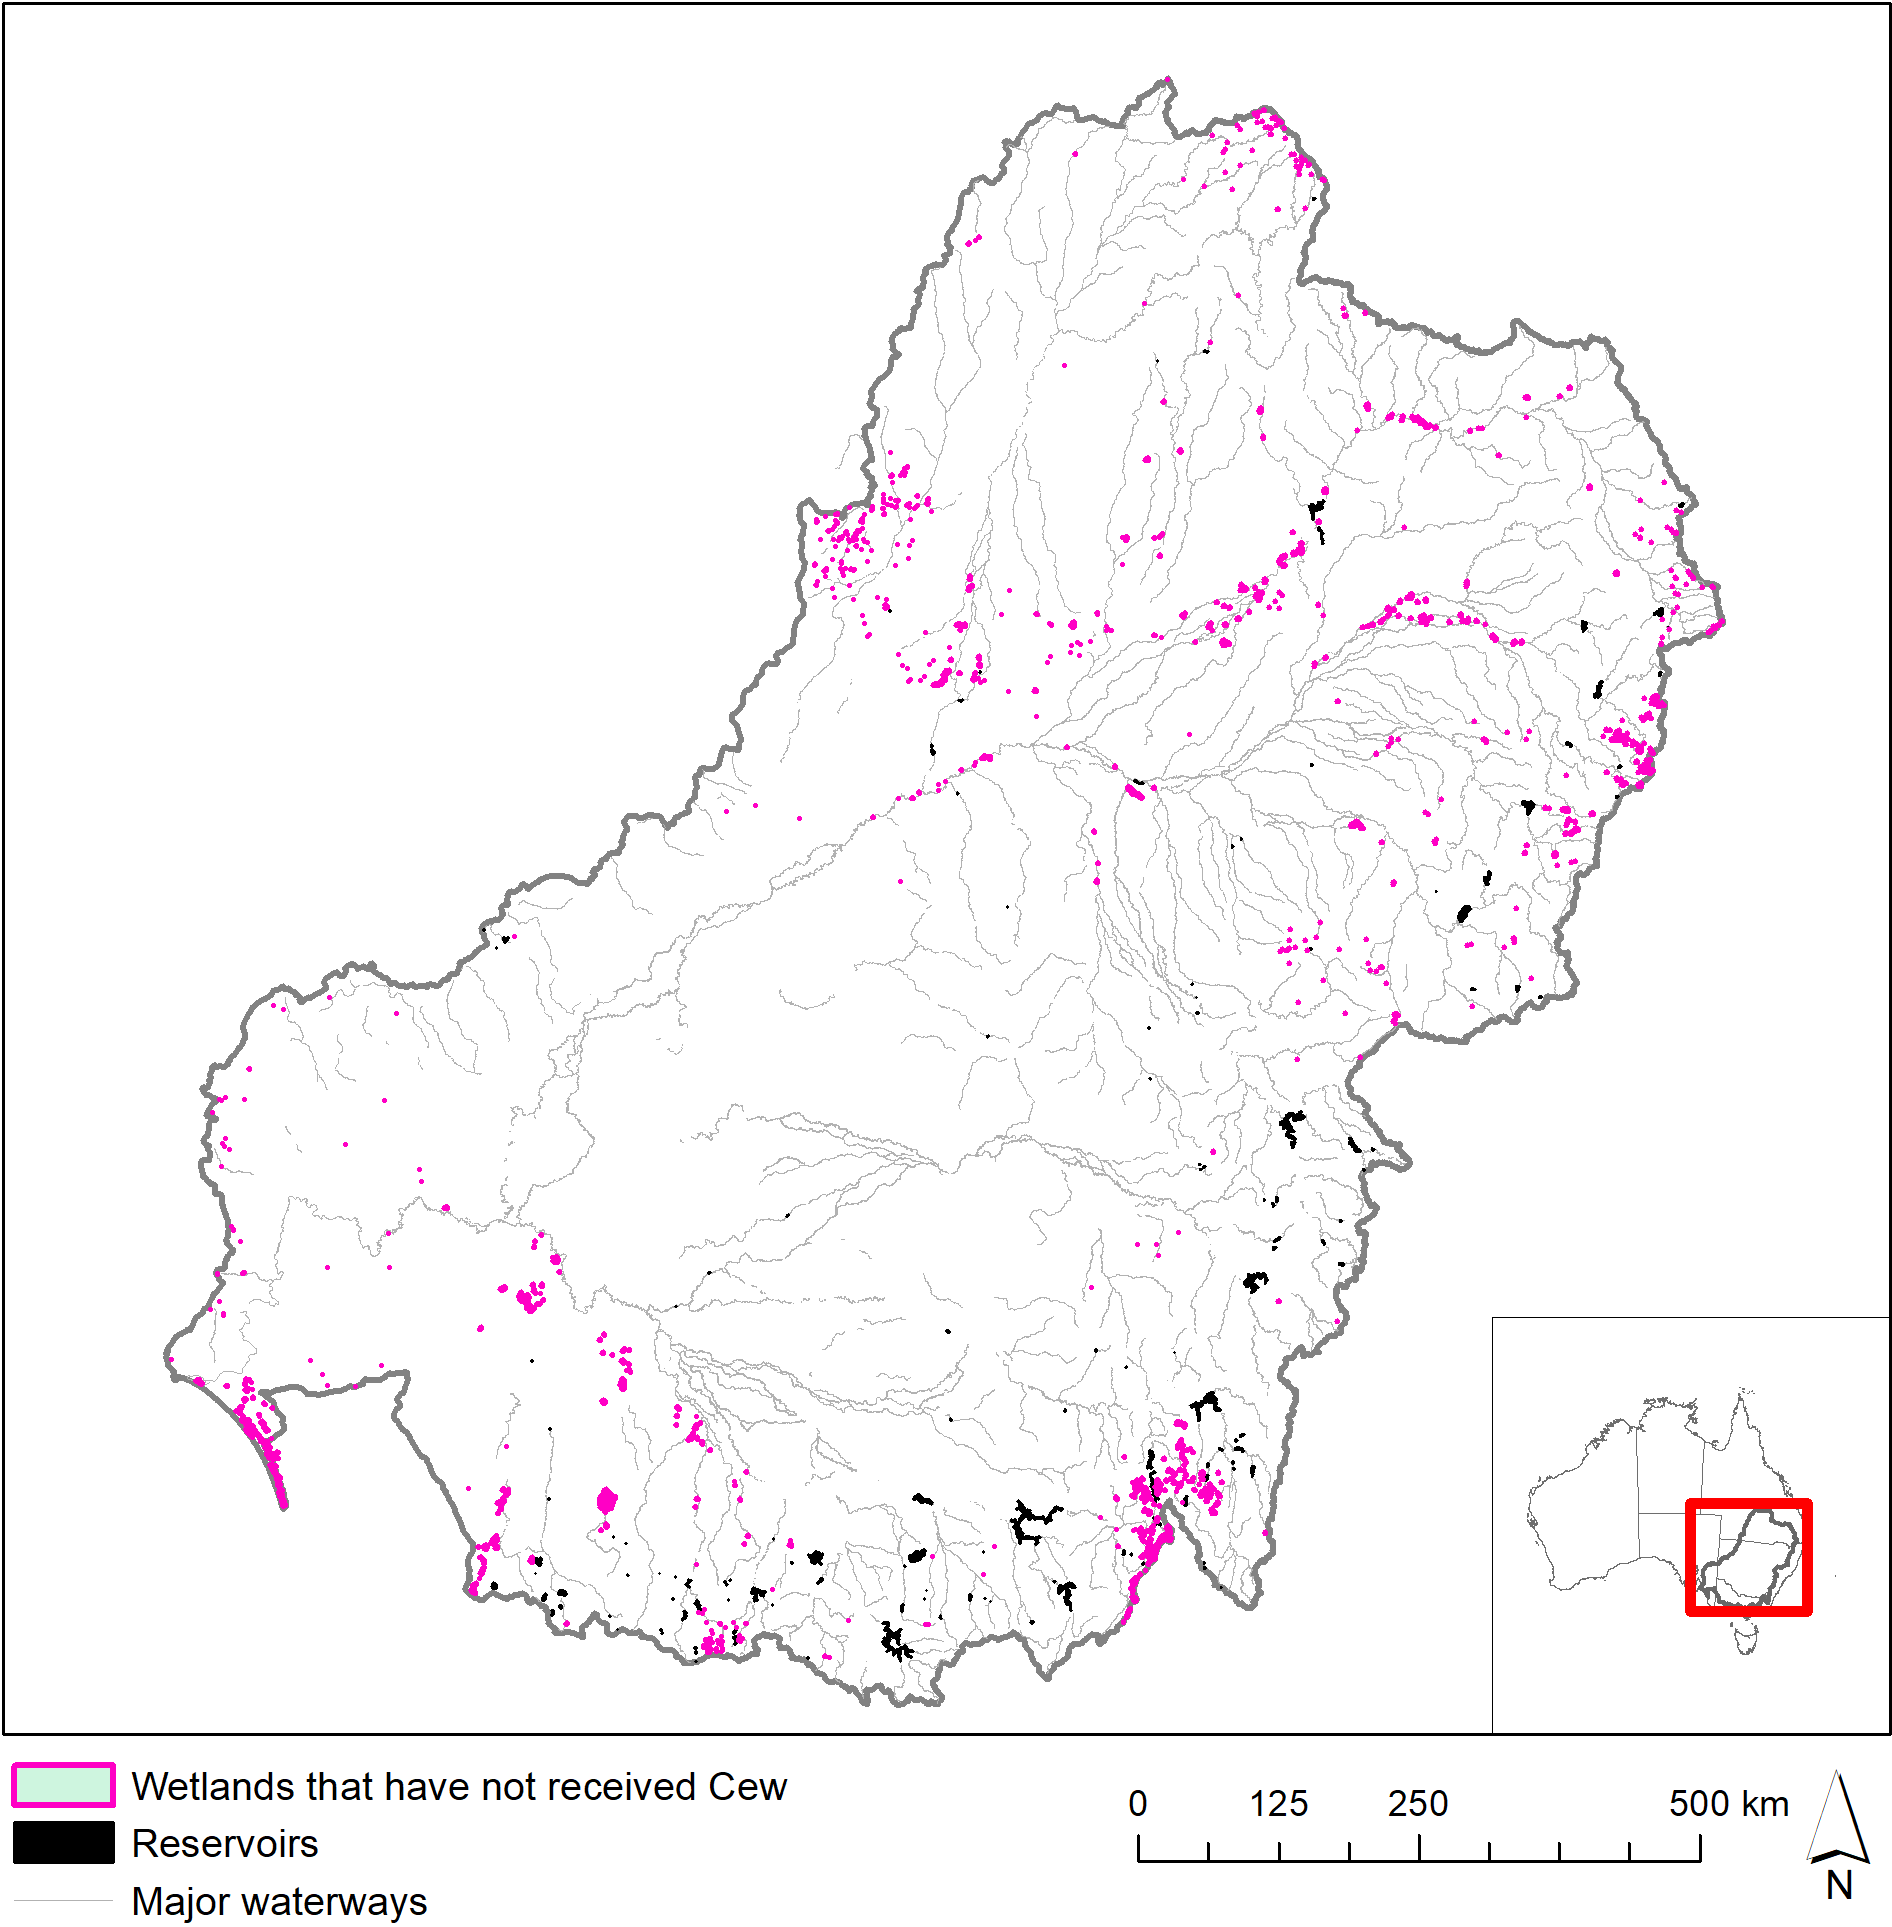 Wetlands that have not received Cew
Reservoirs
Major waterways
0 125 250 500 km
N